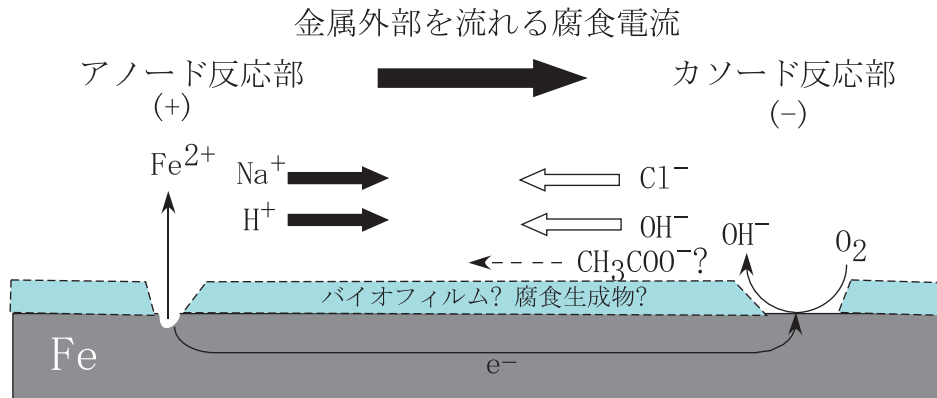 金属外部を流れる腐食電流
アノード反応部
(+)
カソード反応部
(−)
Fe2+
Na+
H+
Cl−
OH−
CH3COO−?
OH−
O2
バイオフィルム? 腐食生成物?
Fe
e−